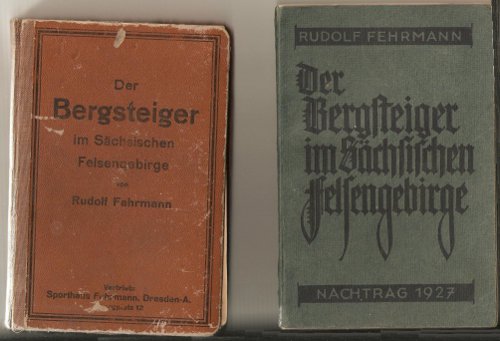 Der
Bergsteiger
im Sächsischen
Felsengebirge
von
Rudolf Fehrmann
Vertrieb:
Sporthaus Fehrmann, Dresden-A.
12
RUDOLF FEHRMANN
Der
Bergsteiger
im Sächsischen
Felsengebirge
NACHTRAG 1927